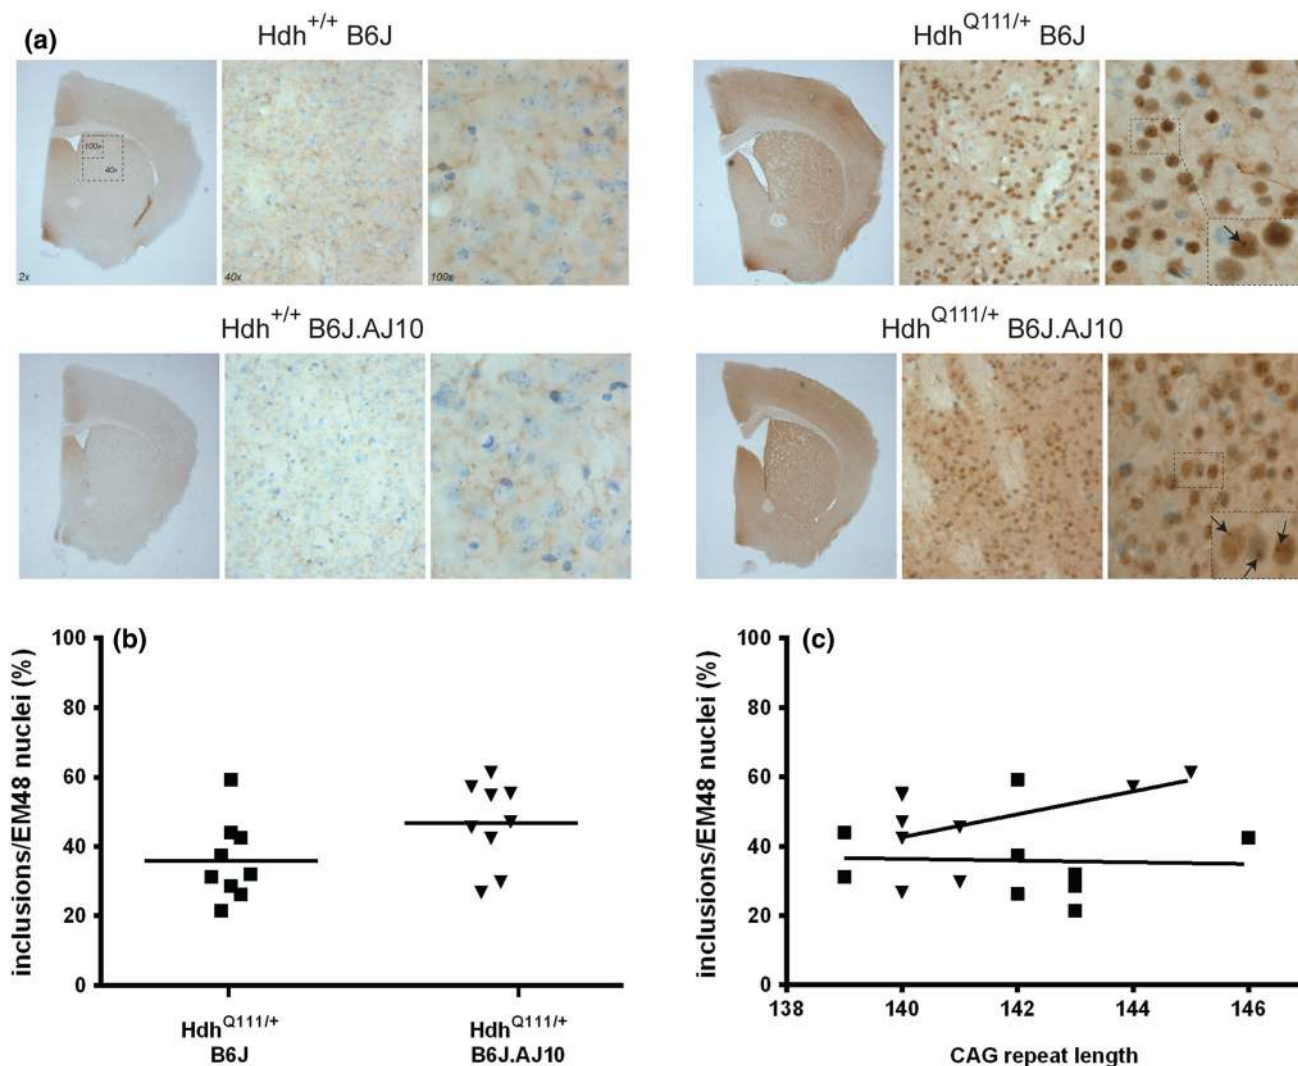 (a)
Hdh+/+ B6J
HdhQ111/+ B6J
100x
40x
2x
40x
100x
Hdh+/+ B6J.AJ10
HdhQ111/+ B6J.AJ10
(b)
inclusions/EM48 nuclei (%)
100
80
60
40
20
0
HdhQ111/+
B6J
HdhQ111/+
B6J.AJ10
(c)
inclusions/EM48 nuclei (%)
100
80
60
40
20
0
138
140
142
144
146
CAG repeat length